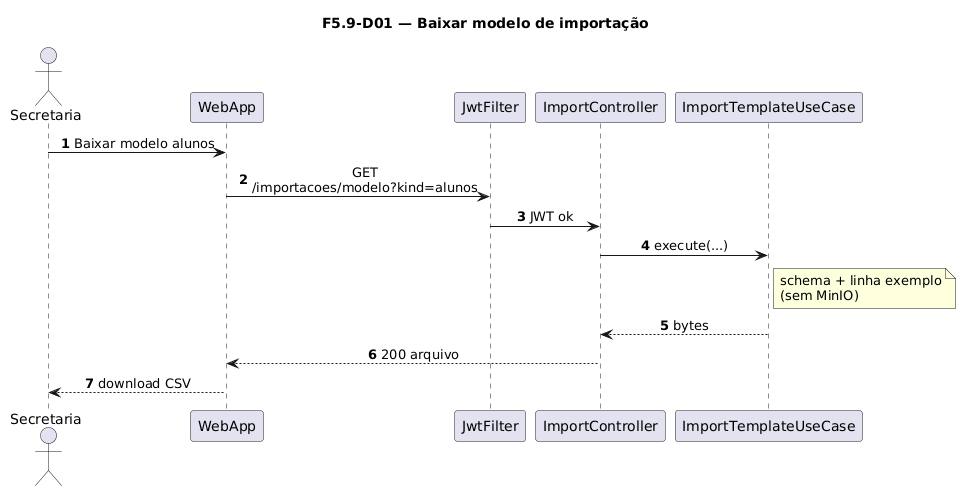 F5.9-D01 — Baixar modelo de importação
Secretaria
WebApp
JwtFilter
ImportController
ImportTemplateUseCase
1 Baixar modelo alunos
2 GET
/importacoes/modelo?kind=alunos
3 JWT ok
4 execute(...)
schema + linha exemplo
(sem MinIO)
5 bytes
6 200 arquivo
7 download CSV
Secretaria
WebApp
JwtFilter
ImportController
ImportTemplateUseCase